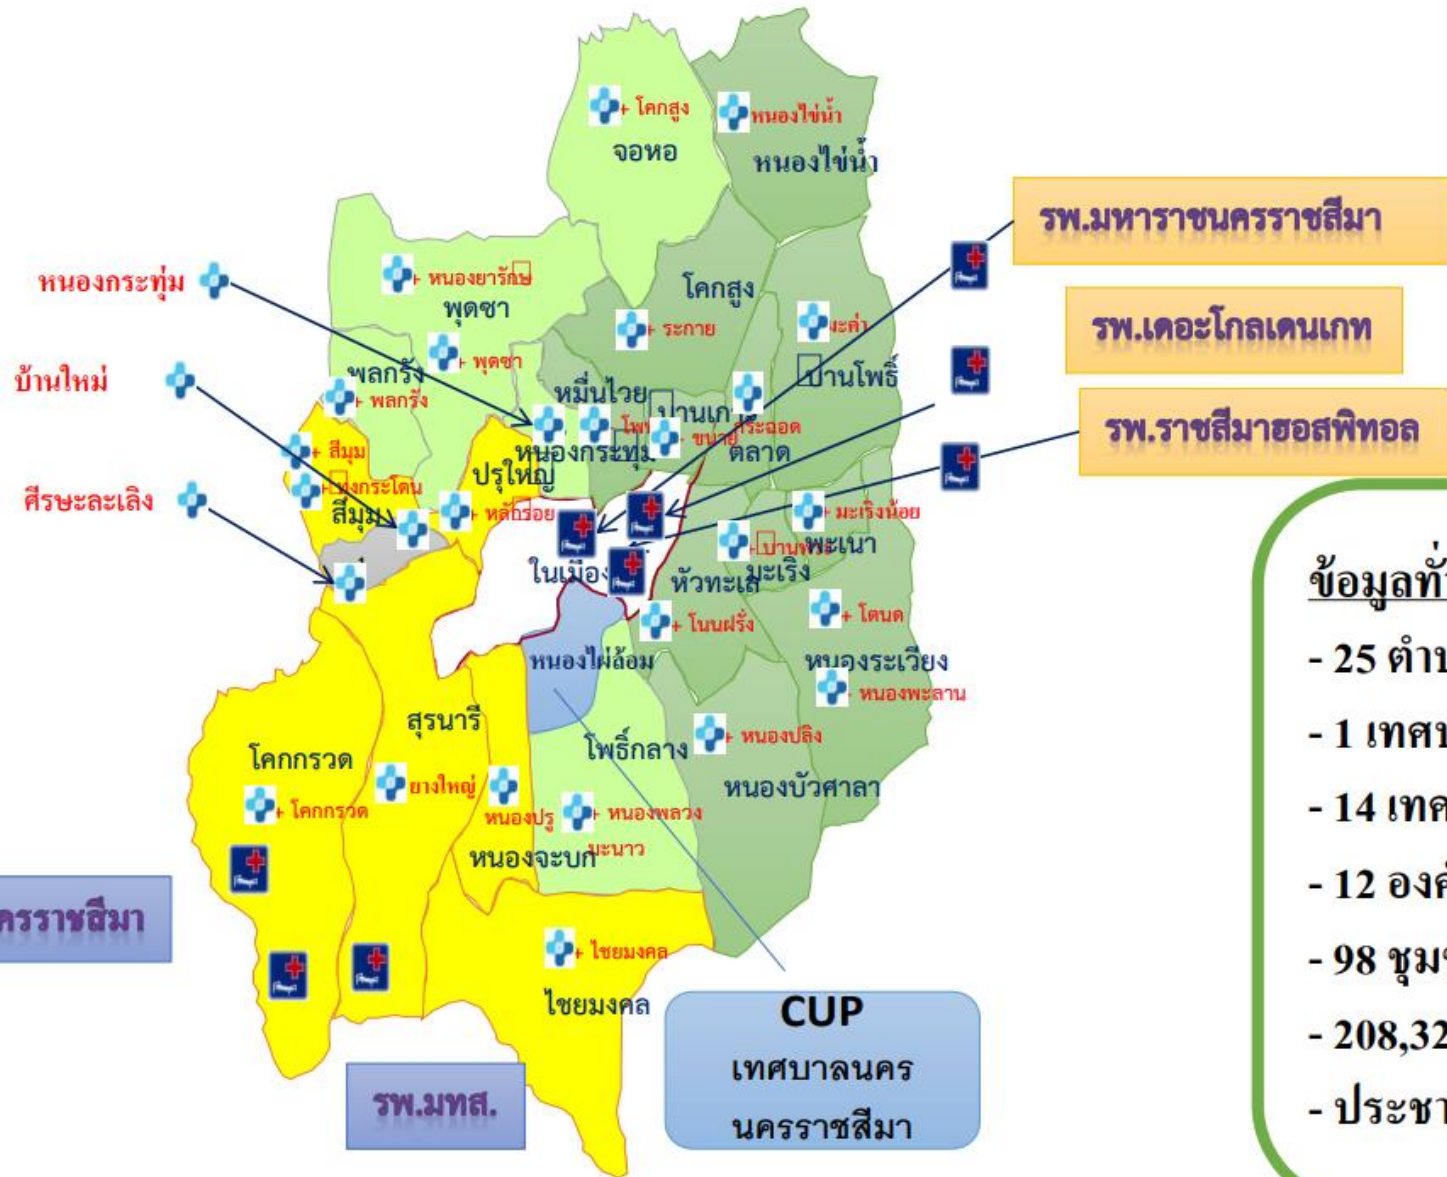 + โคกสูง
หนองไข่น้ำ
จอหอ
หนองไข่น้ำ
รพ.มหาราชนครราชสีมา
หนองกระทุ่ม
+ หนองยารักษ
พุดซา
โคกสูง
+ ระกาย
มะค่า
รพ.เดอะโกลเดนเกท
บ้านใหม่
+ พุดซา
พลกรัง
+ พลกรัง
หมื่นไวย
บานเกา
บานโพธิ์
+ ขนาย
กระฉอด
รพ.ราชสีมาฮอสพิทอล
+ สีมุม
หนองกระทุม
ตลาด
ปรุใหญ่
ศีรษะละเลิง
สีมุม
+ หลักรอย
+ มะเริงน้อย
พะเนา
ในเมือง
หัวทะเล
มะเริง
+ โนนฝรั่ง
+ โตนด
หนองไผ่ล้อม
หนองระเวียง
+ หนองพะลาน
สุรนารี
โคกกรวด
โพธิ์กลาง
+ หนองปลิง
หนองบัวศาลา
ยางใหญ่
+ โคกกรวด
หนองปรู
+ หนองพลวง
มะนาว
หนองจะบก
ครราชสีมา
+ ไชยมงคล
ไชยมงคล
รพ.มทส.
CUP
เทศบาลนคร
นครราชสีมา
- 25
- 1
- 14
- 12
- 98
- 208,32